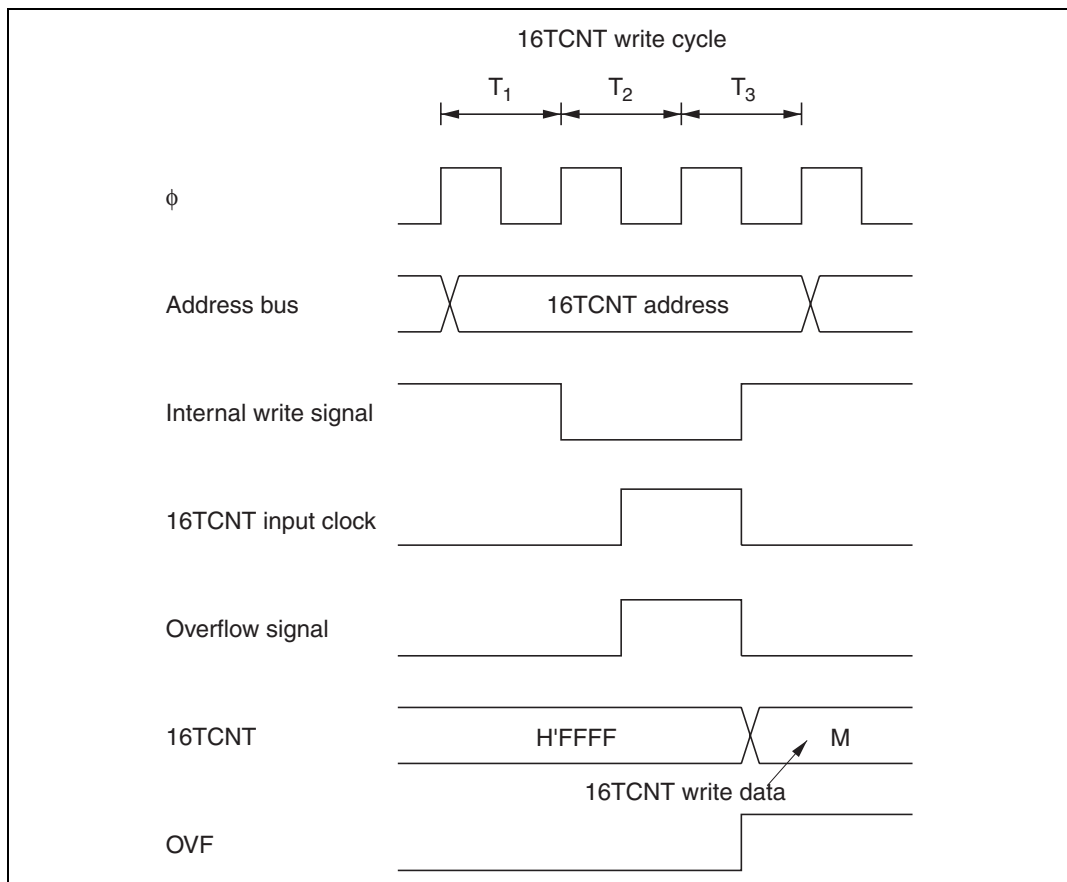 16TCNT write cycle
T1 T2 T3
φ
Address bus
16TCNT address
Internal write signal
16TCNT input clock
Overflow signal
16TCNT
H'FFFF
M
16TCNT write data
OVF